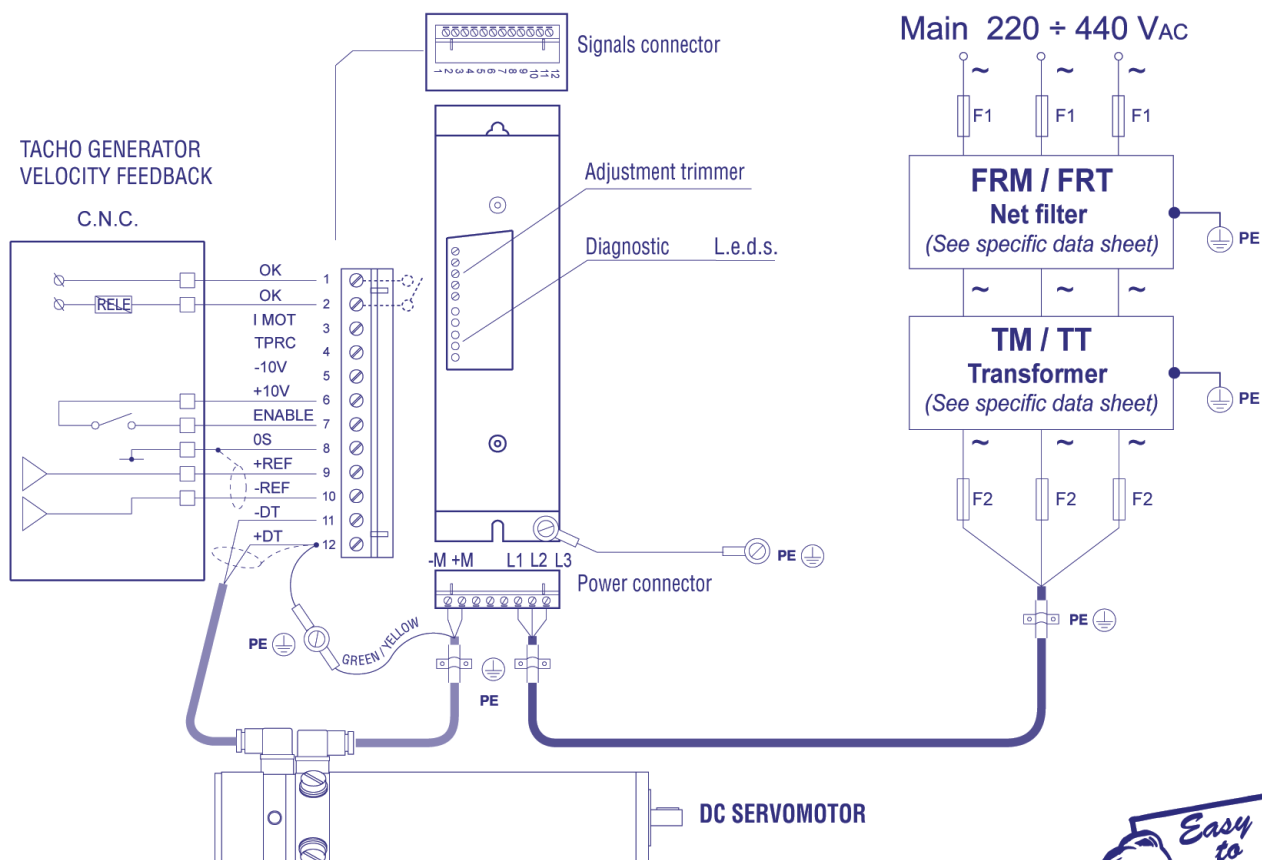 Signals connector
1 2 3 4 5 6 7 8 9 10 11 12
Main 220 ÷ 440 VAC
~ ~ ~
F1 F1 F1
FRM / FRT
Net filter
(See specific data sheet)
PE
~ ~ ~
TM / TT
Transformer
(See specific data sheet)
PE
~ ~ ~
F2 F2 F2
PE
TACHO GENERATOR
VELOCITY FEEDBACK
C.N.C.
Adjustment trimmer
Diagnostic L.e.d.s.
OK 1
RELE OK 2
I MOT 3
TPRC 4
-10V 5
+10V 6
ENABLE 7
0S 8
+REF 9
-REF 10
-DT 11
+DT 12
-M +M L1 L2 L3
PE
Power connector
PE
GREEN/YELLOW
PE
DC SERVOMOTOR
Easy
to